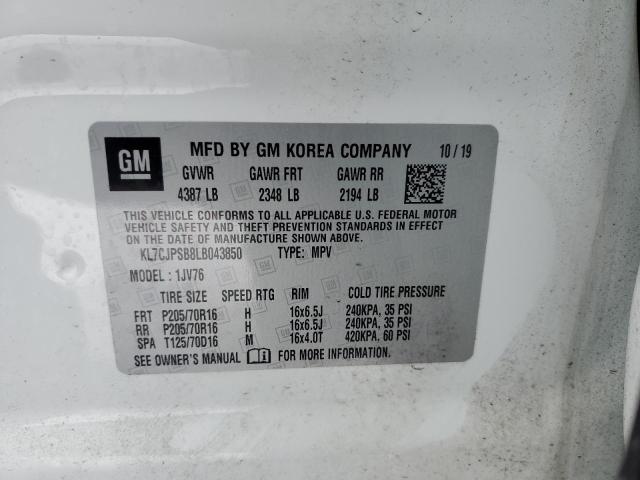 GM MFD BY GM KOREA COMPANY 10 / 19
GVWR GAWR FRT GAWR RR
4387 LB 2348 LB 2194 LB
THIS VEHICLE CONFORMS TO ALL APPLICABLE U.S. FEDERAL MOTOR
VEHICLE SAFETY AND THEFT PREVENTION STANDARDS IN EFFECT
ON THE DATE OF MANUFACTURE SHOWN ABOVE.
KL7CJPSB8LB043850 TYPE: MPV
MODEL : 1JV76
TIRE SIZE SPEED RTG RIM COLD TIRE PRESSURE
FRT P205/70R16 H 16x6.5J 240KPA, 35 PSI
RR P205/70R16 H 16x6.5J 240KPA, 35 PSI
SPA T125/70D16 M 16x4.0T 420KPA, 60 PSI
SEE OWNER'S MANUAL FOR MORE INFORMATION.